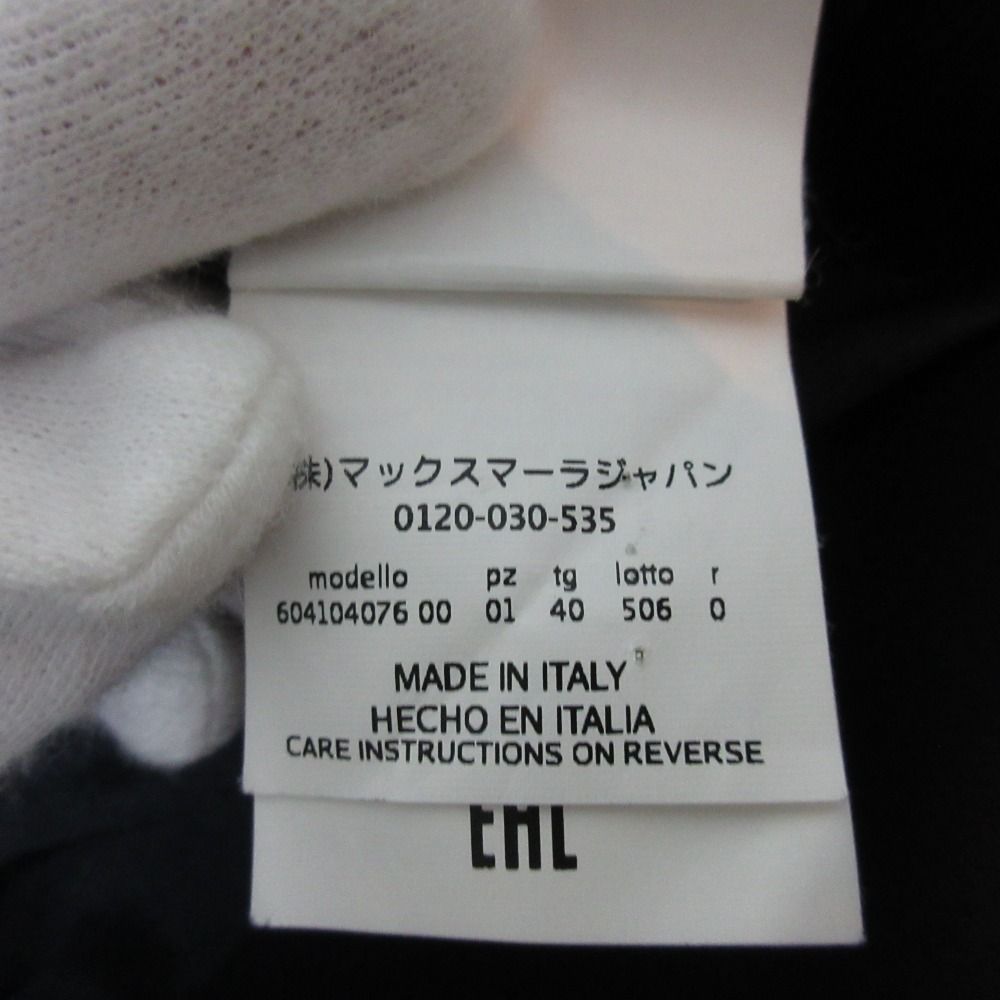 (株)マックスマーラジャパン
0120-030-535
modello pz tg lotto r
604104076 00 01 40 506 0
MADE IN ITALY
HECHO EN ITALIA
CARE INSTRUCTIONS ON REVERSE
EAC